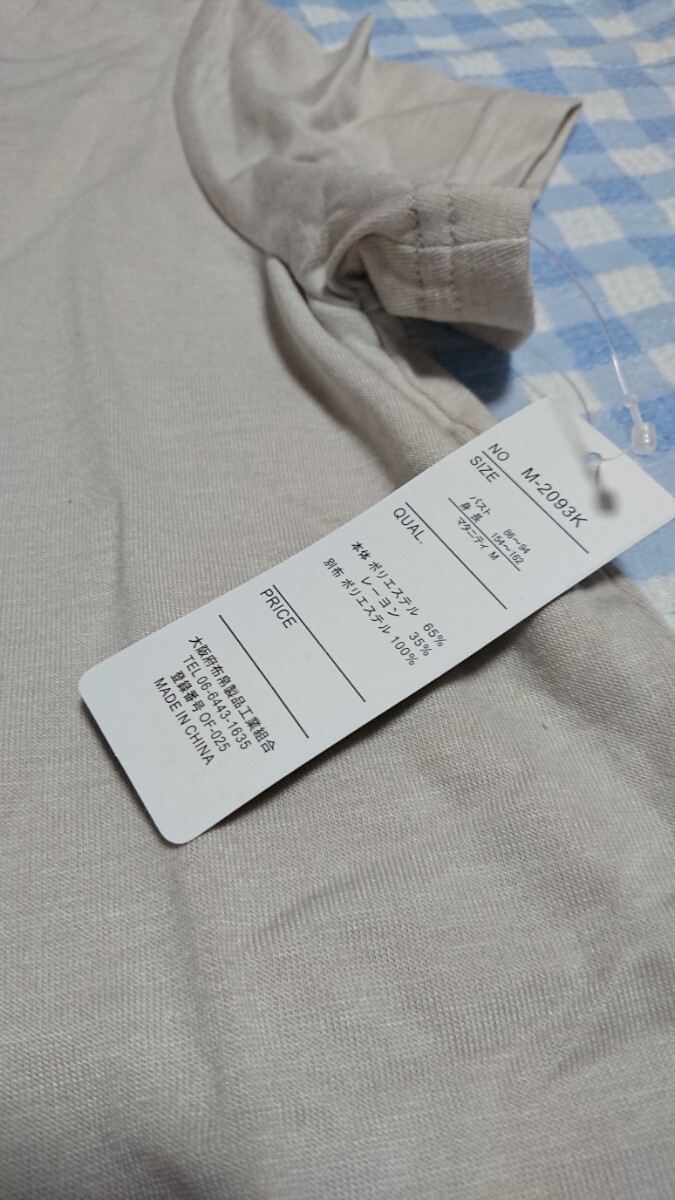 NO M-2093K
SIZE
バスト 86〜94
身長 154〜162
マタニティ M
QUAL.
本体 ポリエステル 65%
レーヨン 35%
別布 ポリエステル 100%
PRICE
大阪府布帛製品工業組合
TEL 06-6443-1635
登録番号 OF-025
MADE IN CHINA